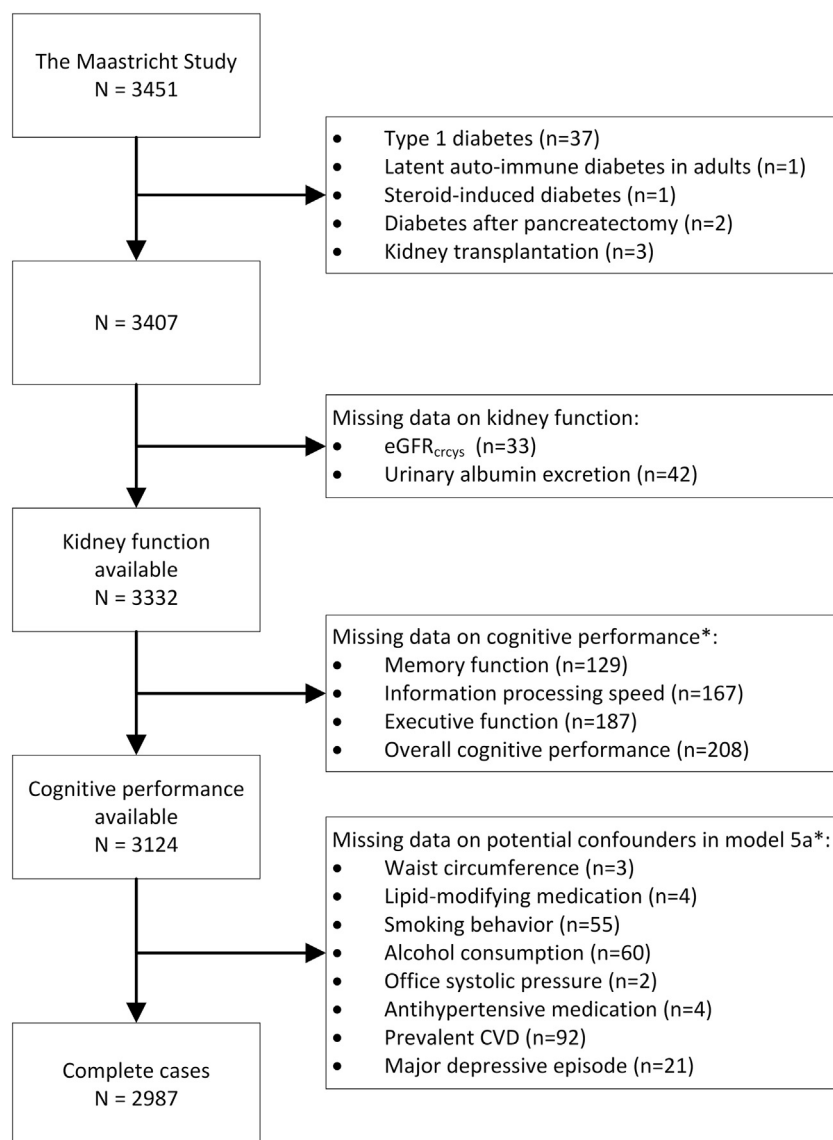 The Maastricht Study
N = 3451
• Type 1 diabetes (n=37)
• Latent auto-immune diabetes in adults (n=1)
• Steroid-induced diabetes (n=1)
• Diabetes after pancreatectomy (n=2)
• Kidney transplantation (n=3)
N = 3407
Missing data on kidney function:
• eGFRcrcys (n=33)
• Urinary albumin excretion (n=42)
Kidney function
available
N = 3332
Missing data on cognitive performance*:
• Memory function (n=129)
• Information processing speed (n=167)
• Executive function (n=187)
• Overall cognitive performance (n=208)
Cognitive performance
available
N = 3124
Missing data on potential confounders in model 5a*:
• Waist circumference (n=3)
• Lipid-modifying medication (n=4)
• Smoking behavior (n=55)
• Alcohol consumption (n=60)
• Office systolic pressure (n=2)
• Antihypertensive medication (n=4)
• Prevalent CVD (n=92)
• Major depressive episode (n=21)
Complete cases
N = 2987